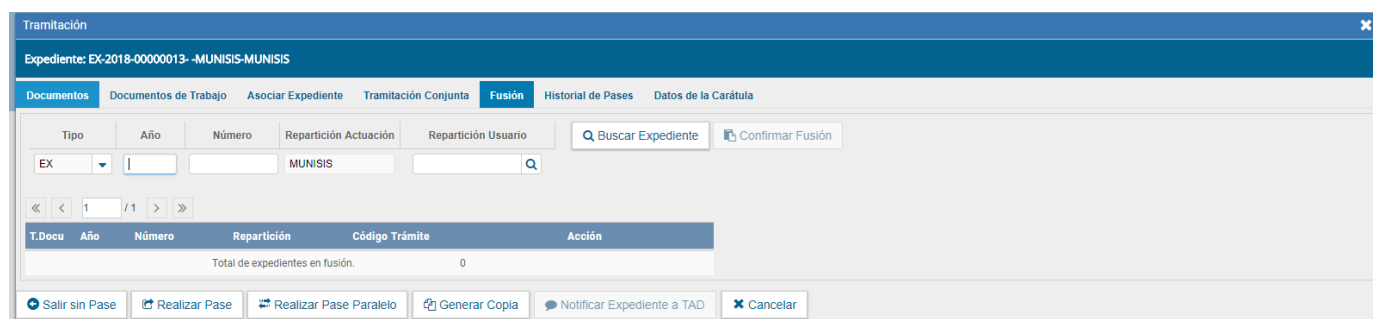 Tramitación
Expediente: EX-2018-00000013- -MUNISIS-MUNISIS
Documentos Documentos de Trabajo Asociar Expediente Tramitación Conjunta Fusión Historial de Pases Datos de la Carátula
Tipo Año Número Repartición Actuación Repartición Usuario Buscar Expediente Confirmar Fusión
EX MUNISIS
1 / 1
T.Docu Año Número Repartición Código Trámite Acción
Total de expedientes en fusión. 0
Salir sin Pase Realizar Pase Realizar Pase Paralelo Generar Copia Notificar Expediente a TAD Cancelar